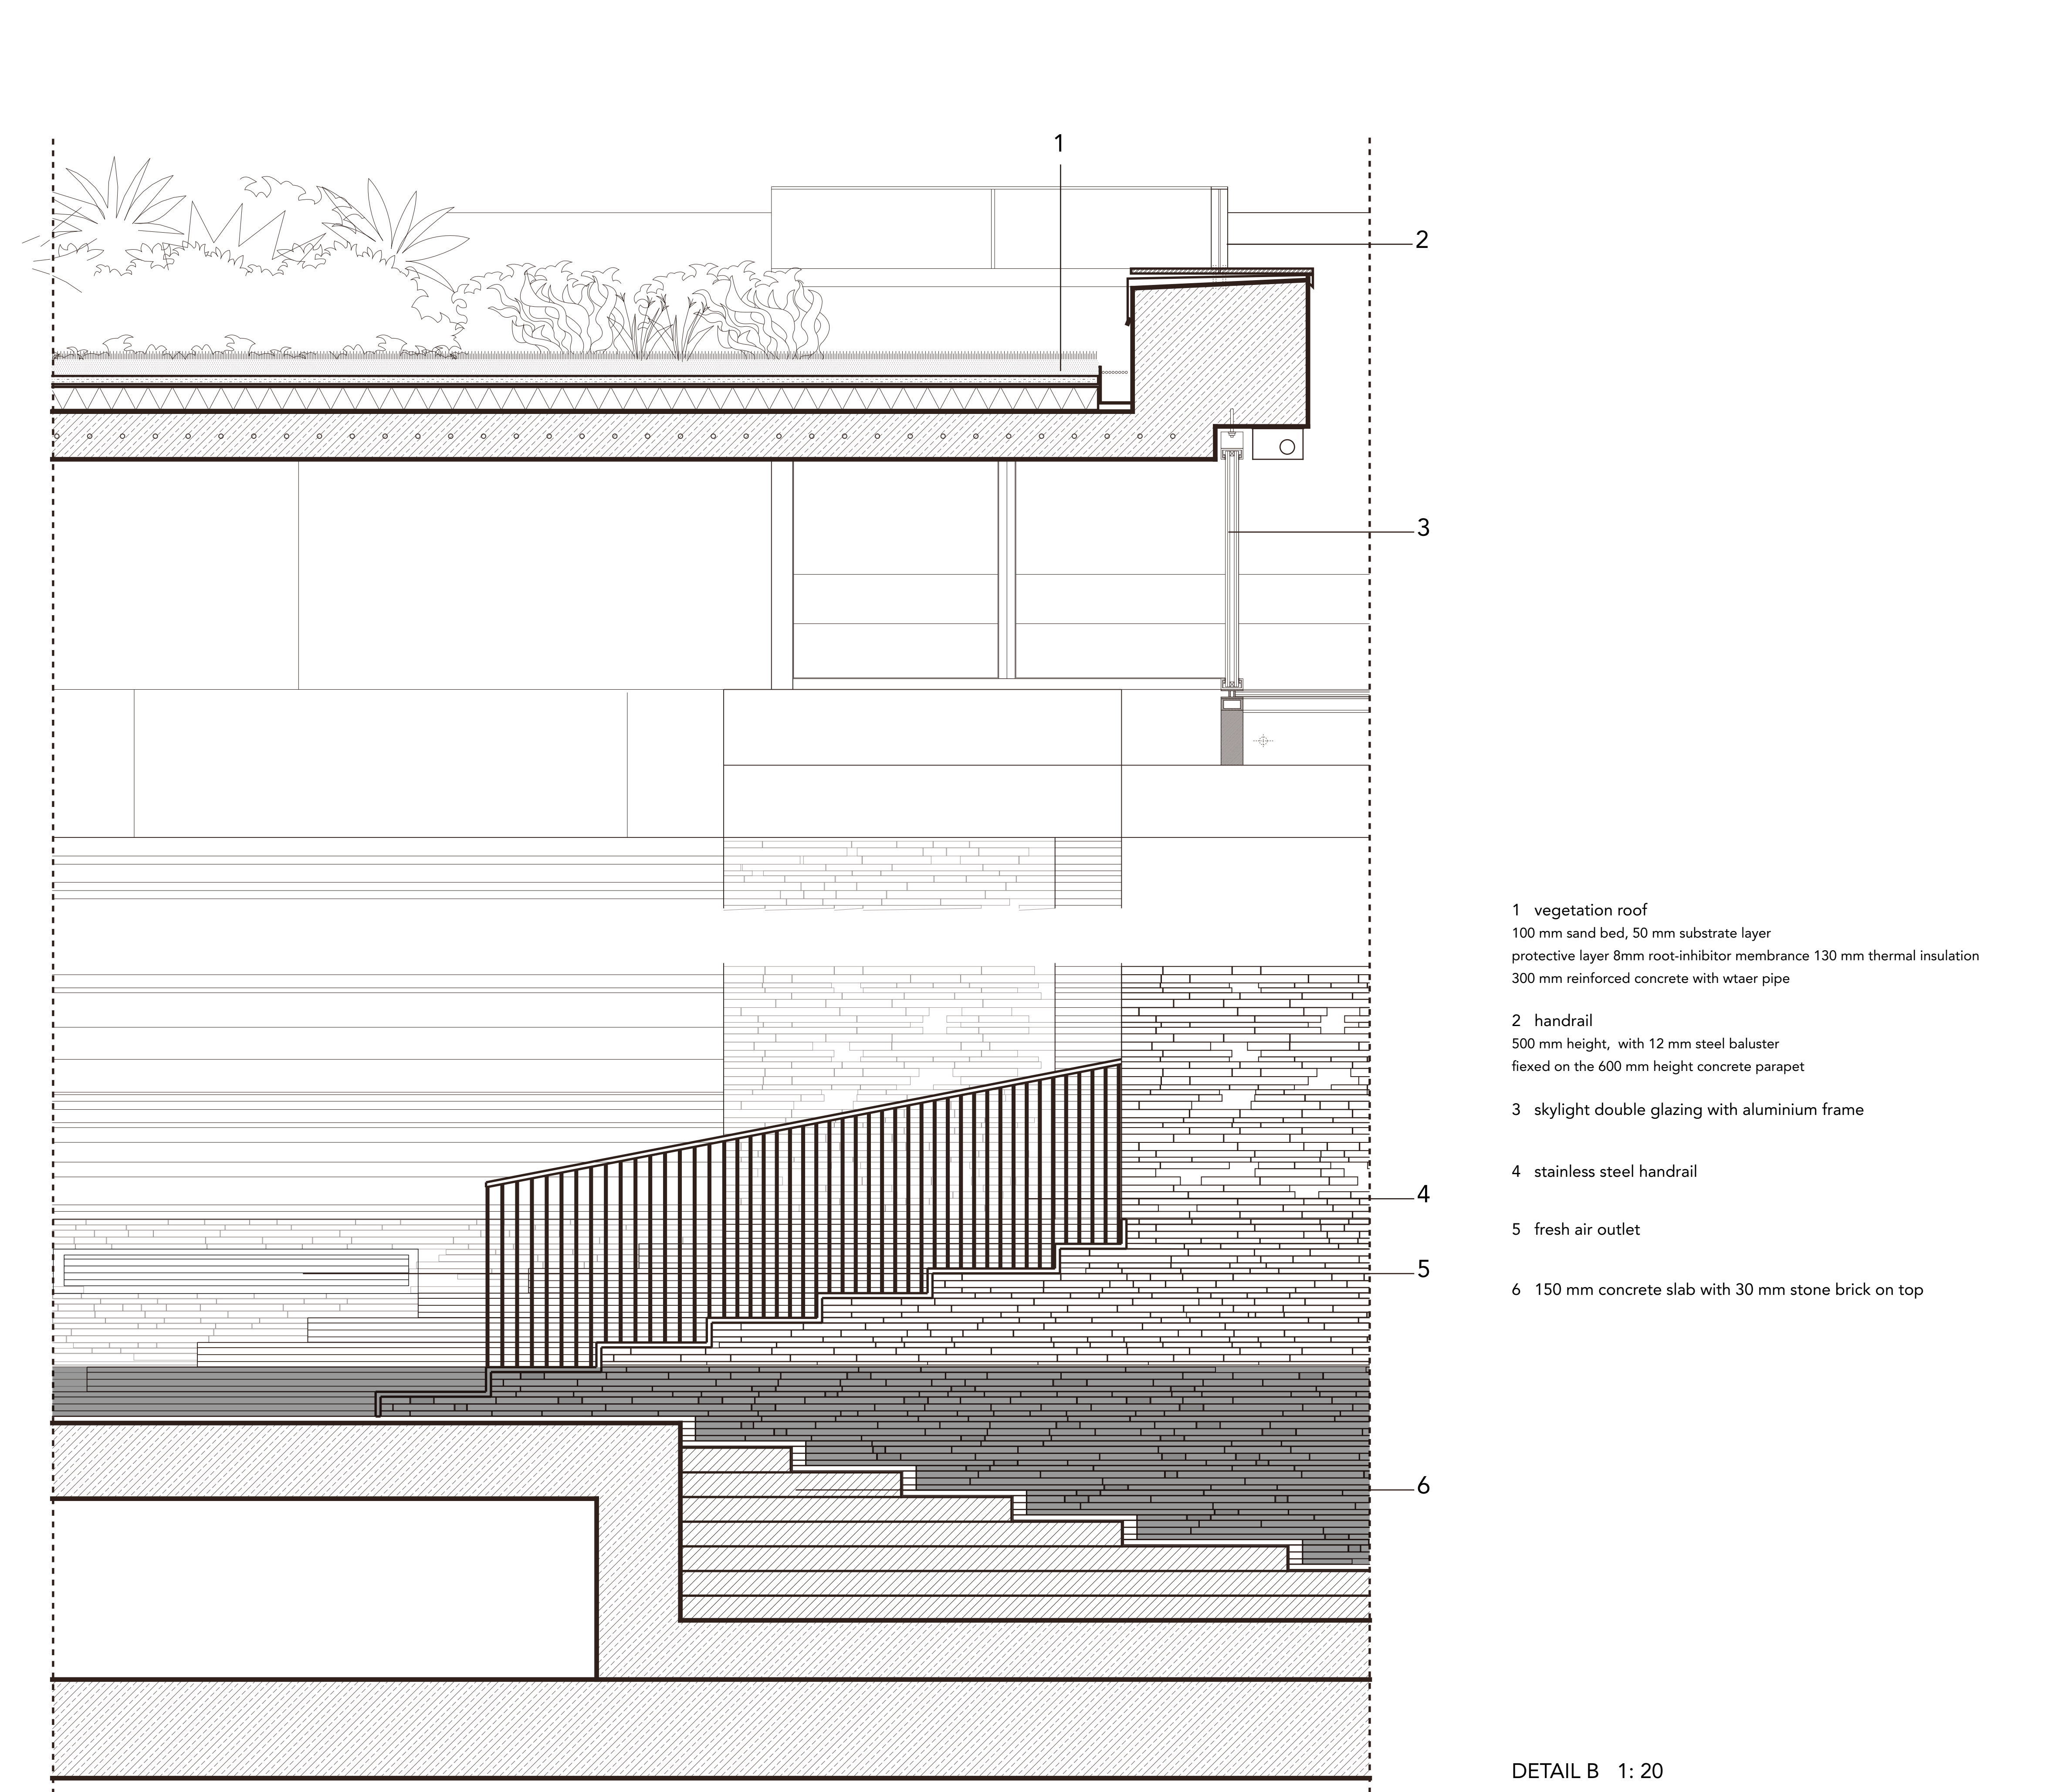 1
2
3
4
5
6
1 vegetation roof
100 mm sand bed, 50 mm substrate layer
protective layer 8mm root-inhibitor membrance 130 mm thermal insulation
300 mm reinforced concrete with wtaer pipe
2 handrail
500 mm height, with 12 mm steel baluster
fiexed on the 600 mm height concrete parapet
3 skylight double glazing with aluminium frame
4 stainless steel handrail
5 fresh air outlet
6 150 mm concrete slab with 30 mm stone brick on top
DETAIL B 1: 20